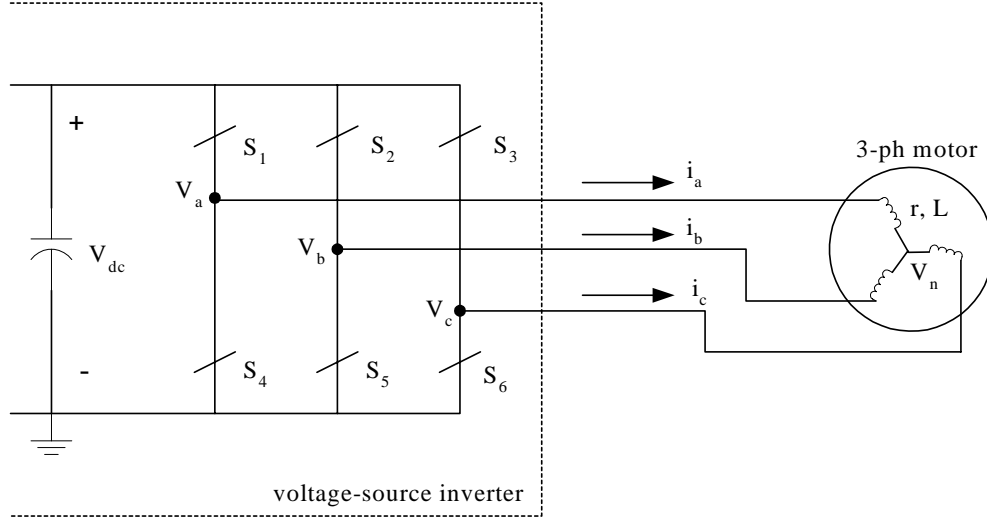 +
S1
S2
S3
3-ph motor
Va
ia
r, L
Vdc
Vb
ib
Vn
Vc
ic
-
S4
S5
S6
voltage-source inverter